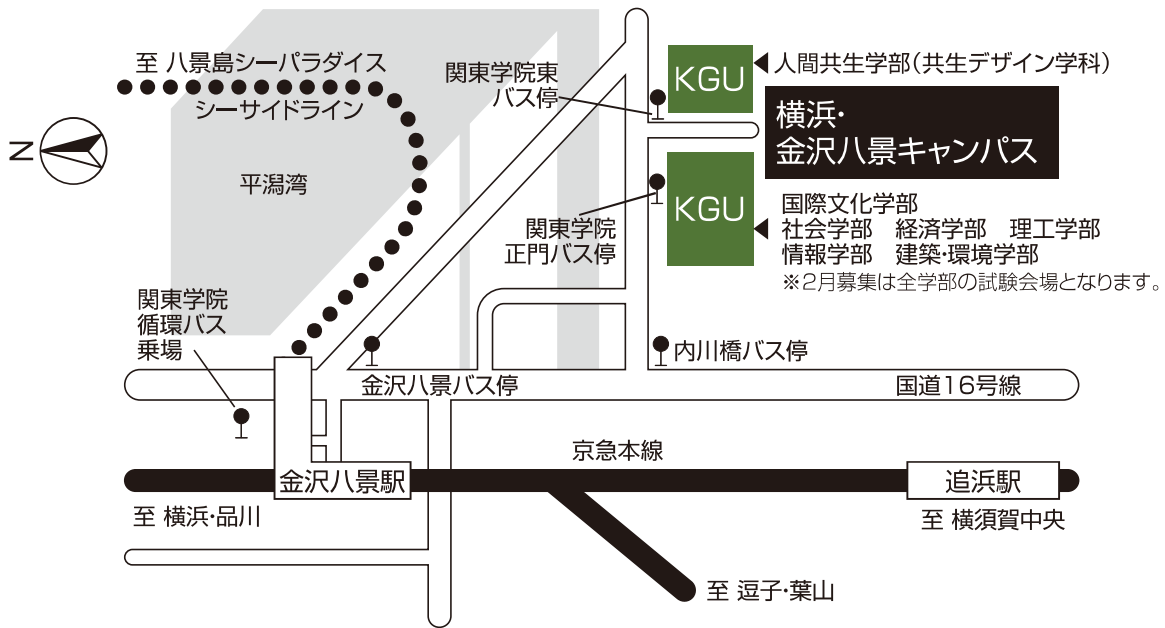 至 八景島シーパラダイス
シーサイドライン
平潟湾
N
関東学院東
バス停
KGU
人間共生学部(共生デザイン学科)
横浜・
金沢八景キャンパス
KGU
国際文化学部
社会学部 経済学部 理工学部
情報学部 建築・環境学部
※2月募集は全学部の試験会場となります。
関東学院
正門バス停
関東学院
循環バス
乗場
内川橋バス停
金沢八景バス停
国道16号線
京急本線
金沢八景駅
追浜駅
至 横浜・品川
至 横須賀中央
至 逗子・葉山